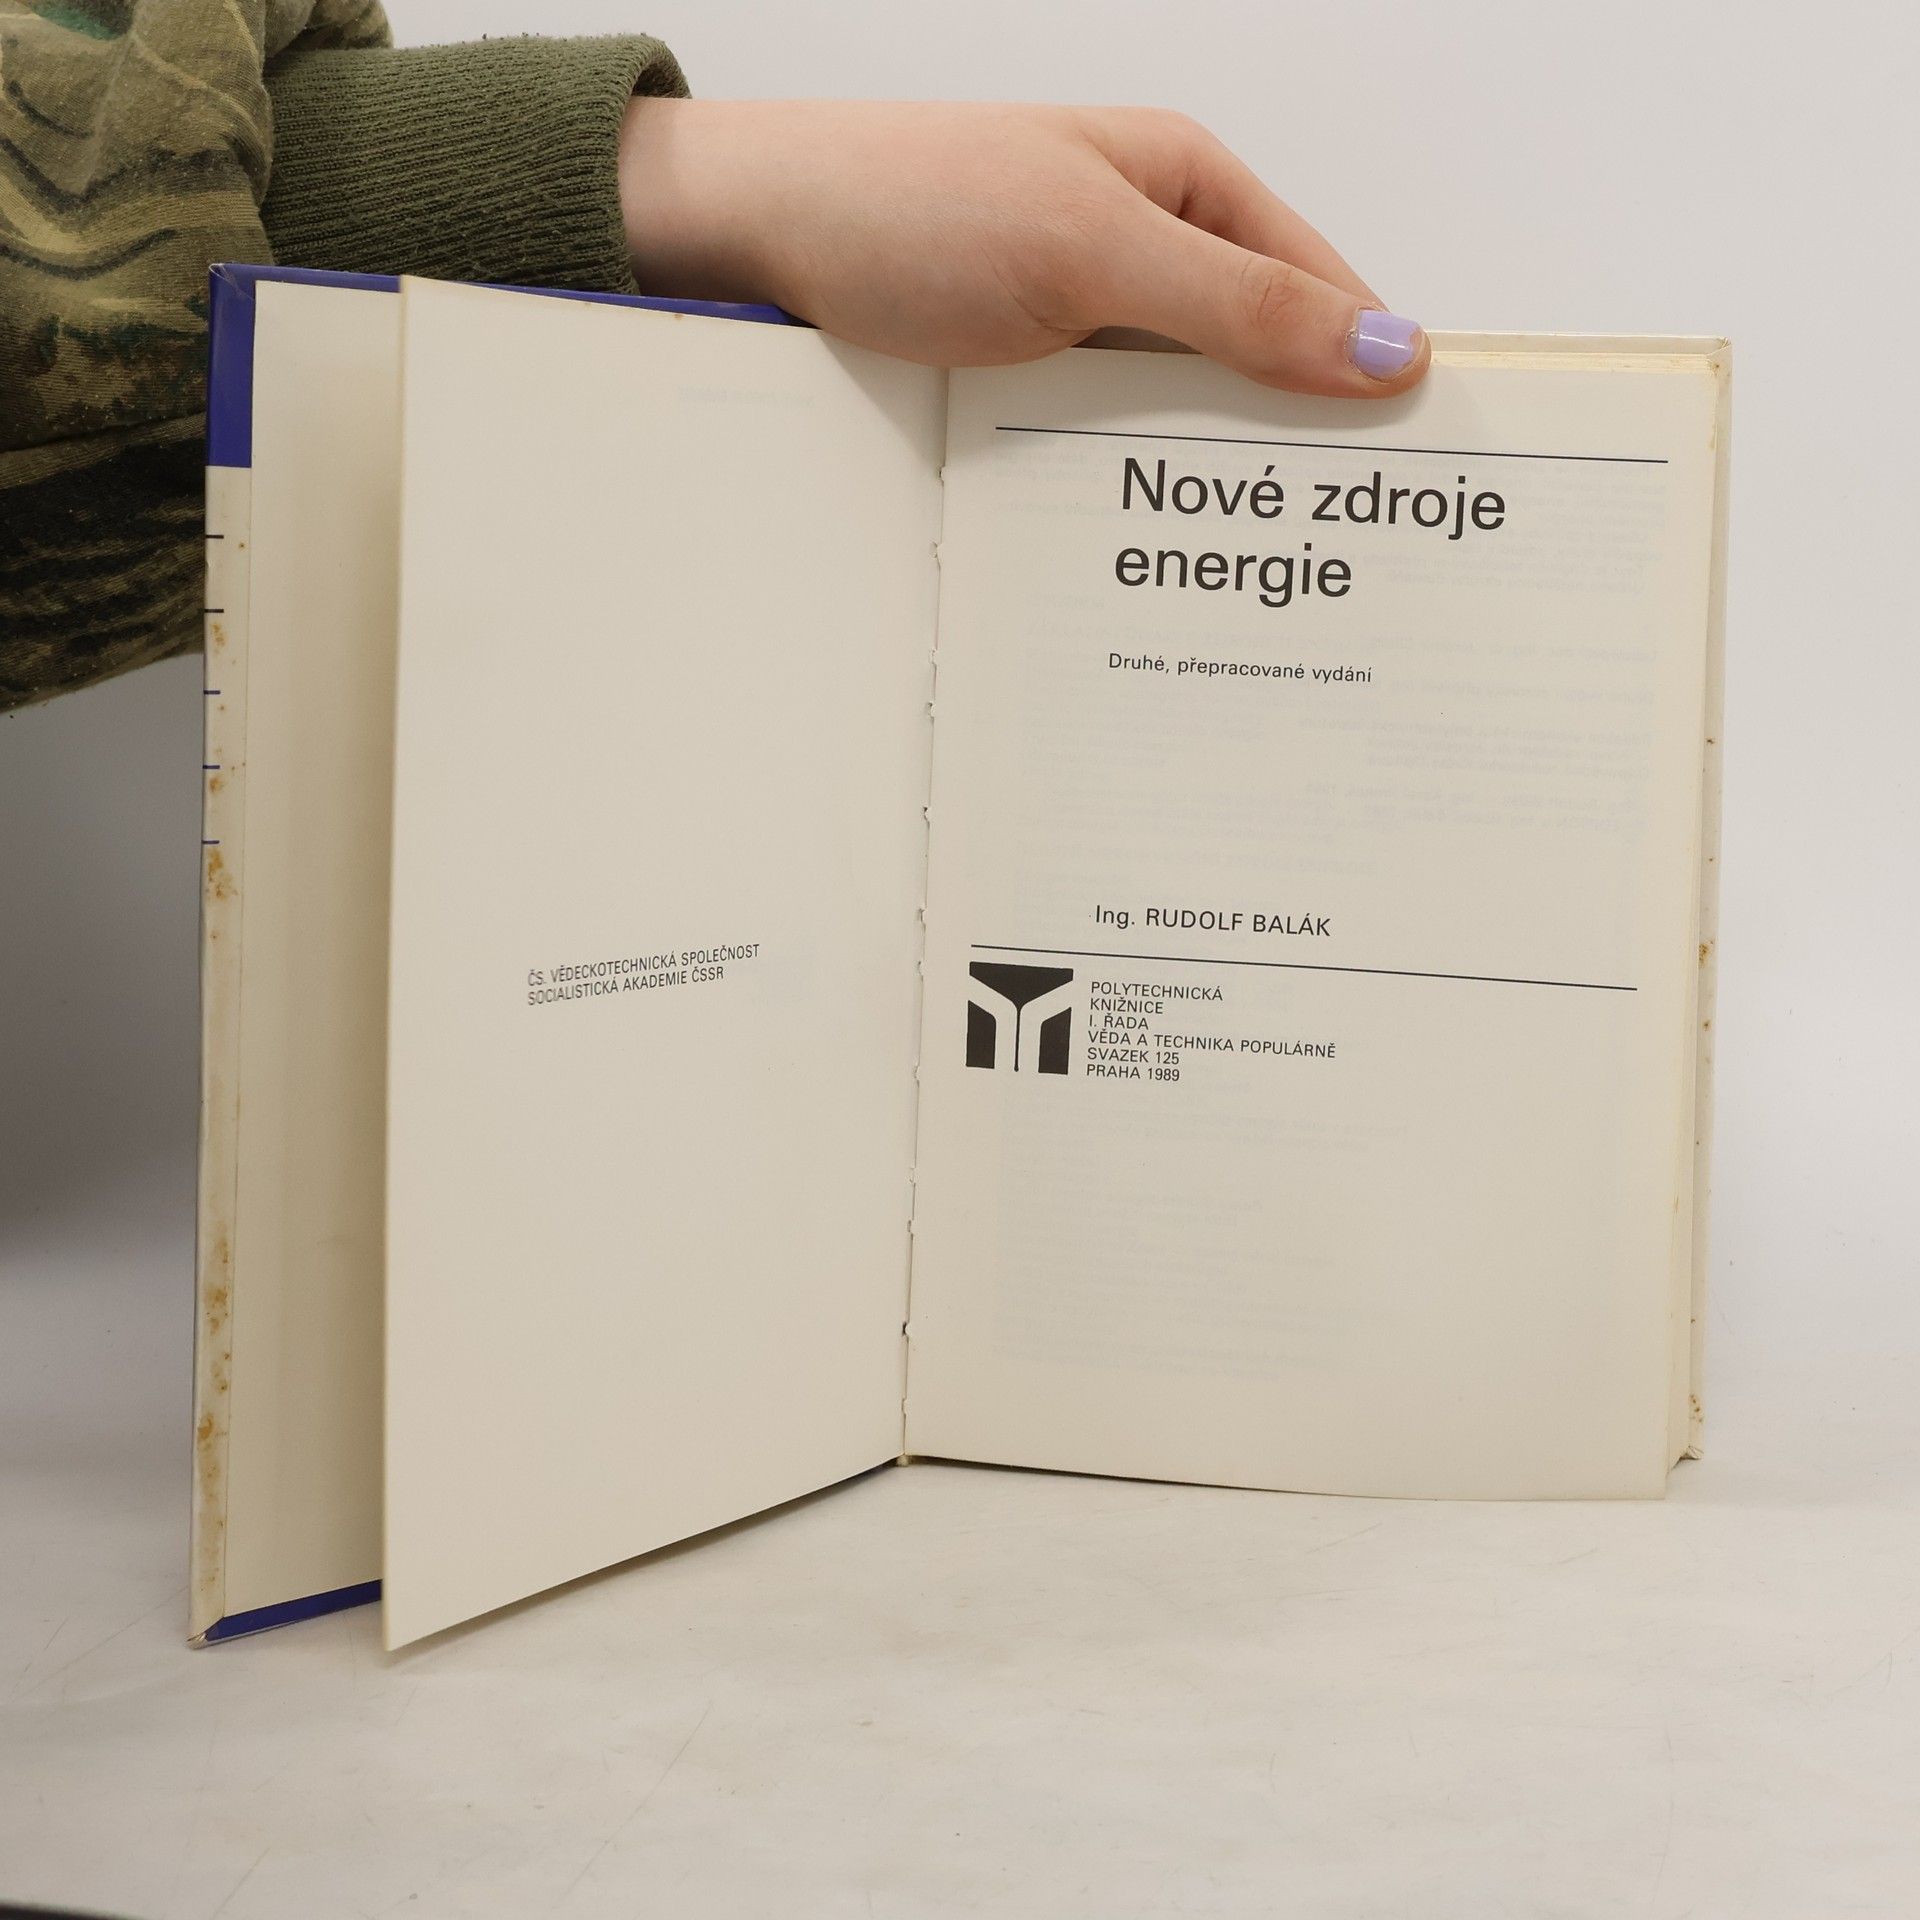 ČS. VĚDECKOTECHNICKÁ SPOLEČNOST
SOCIALISTICKÁ AKADEMIE ČSSR
Nové zdroje
energie
Druhé, přepracované vydání
Ing. RUDOLF BALÁK
POLYTECHNICKÁ
KNIŽNICE
I. ŘADA
VĚDA A TECHNIKA POPULÁRNĚ
SVAZEK 125
PRAHA 1989